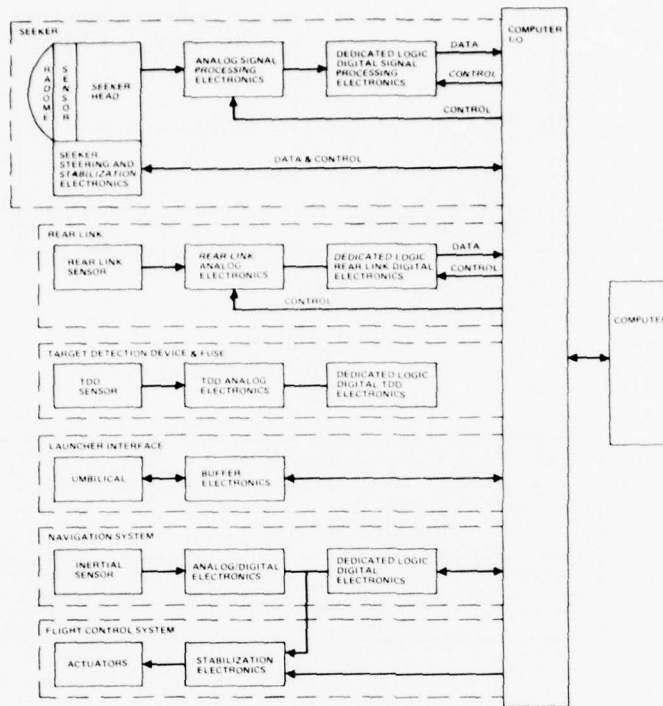 SEEKER
RADOME
SENSOR
SEEKER
HEAD
ANALOG SIGNAL
PROCESSING
ELECTRONICS
DEDICATED LOGIC
DIGITAL SIGNAL
PROCESSING
ELECTRONICS
DATA
CONTROL
CONTROL
COMPUTER
I/O
SEEKER
STEERING AND
STABILIZATION
ELECTRONICS
DATA & CONTROL
REAR LINK
REAR LINK
SENSOR
REAR LINK
ANALOG
ELECTRONICS
DEDICATED LOGIC
REAR LINK DIGITAL
ELECTRONICS
DATA
CONTROL
CONTROL
COMPUTER
TARGET DETECTION DEVICE & FUSE
TDD
SENSOR
TDD ANALOG
ELECTRONICS
DEDICATED LOGIC
DIGITAL TDD
ELECTRONICS
LAUNCHER INTERFACE
UMBILICAL
BUFFER
ELECTRONICS
NAVIGATION SYSTEM
INERTIAL
SENSOR
ANALOG/DIGITAL
ELECTRONICS
DEDICATED LOGIC
DIGITAL
ELECTRONICS
FLIGHT CONTROL SYSTEM
ACTUATORS
STABILIZATION
ELECTRONICS